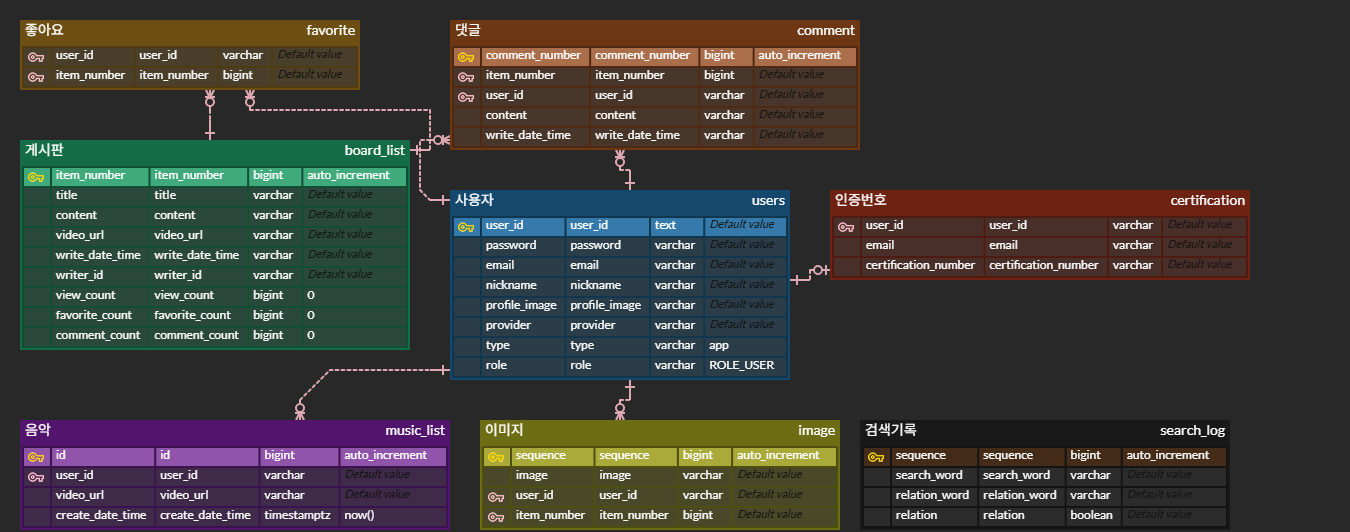 좋아요 favorite
user_id user_id varchar Default value
item_number item_number bigint Default value
댓글 comment
comment_number comment_number bigint auto_increment
item_number item_number bigint Default value
user_id user_id varchar Default value
content content varchar Default value
write_date_time write_date_time varchar Default value
게시판 board_list
item_number item_number bigint auto_increment
title title varchar Default value
content content varchar Default value
video_url video_url varchar Default value
write_date_time write_date_time varchar Default value
writer_id writer_id varchar Default value
view_count view_count bigint 0
favorite_count favorite_count bigint 0
comment_count comment_count bigint 0
사용자 users
user_id user_id text Default value
password password varchar Default value
email email varchar Default value
nickname nickname varchar Default value
profile_image profile_image varchar Default value
provider provider varchar Default value
type type varchar app
role role varchar ROLE_USER
인증번호 certification
user_id user_id varchar Default value
email email varchar Default value
certification_number certification_number varchar Default value
음악 music_list
id id bigint auto_increment
user_id user_id varchar Default value
video_url video_url varchar Default value
create_date_time create_date_time timestamptz now()
이미지 image
sequence sequence bigint auto_increment
image image varchar Default value
user_id user_id varchar Default value
item_number item_number bigint Default value
검색기록 search_log
sequence sequence bigint auto_increment
search_word search_word varchar Default value
relation_word relation_word varchar Default value
relation relation boolean Default value